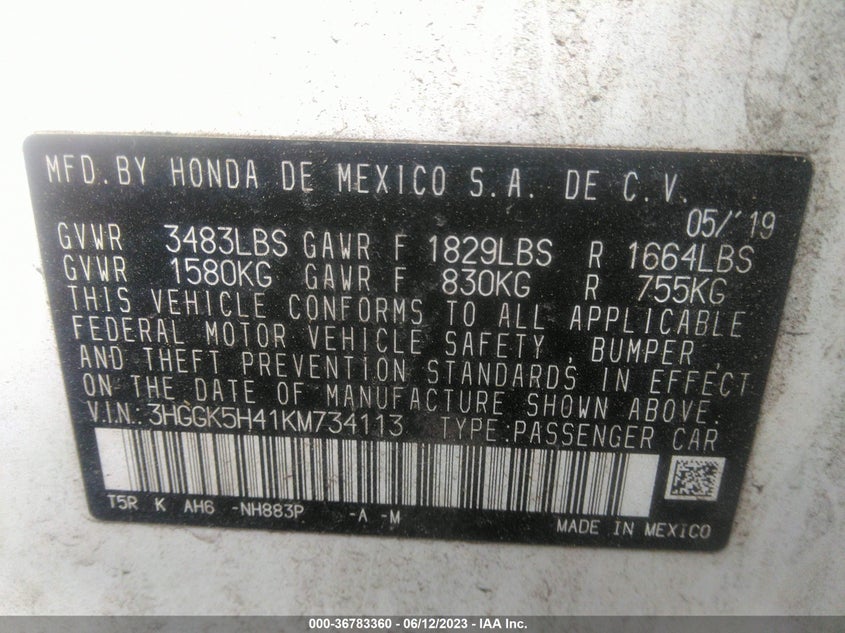 MFD. BY HONDA DE MEXICO S.A. DE C.V.
05/'19
GVWR 3483LBS GAWR F 1829LBS R 1664LBS
GVWR 1580KG GAWR F 830KG R 755KG
THIS VEHICLE CONFORMS TO ALL APPLICABLE
FEDERAL MOTOR VEHICLE SAFETY, BUMPER,
AND THEFT PREVENTION STANDARDS IN EFFECT
ON THE DATE OF MANUFACTURE SHOWN ABOVE.
V.I.N.: 3HGGK5H41KM734113 TYPE:PASSENGER CAR
T5R K AH6 -NH883P -A -M
MADE IN MEXICO
000-36783360 - 06/12/2023 - IAA Inc.